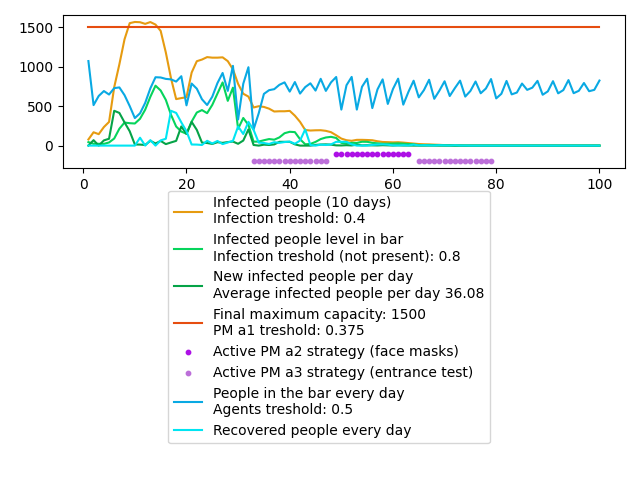 1500
1000
500
0
0 20 40 60 80 100
Infected people (10 days)
Infection treshold: 0.4
Infected people level in bar
Infection treshold (not present): 0.8
New infected people per day
Average infected people per day 36.08
Final maximum capacity: 1500
PM a1 treshold: 0.375
Active PM a2 strategy (face masks)
Active PM a3 strategy (entrance test)
People in the bar every day
Agents treshold: 0.5
Recovered people every day